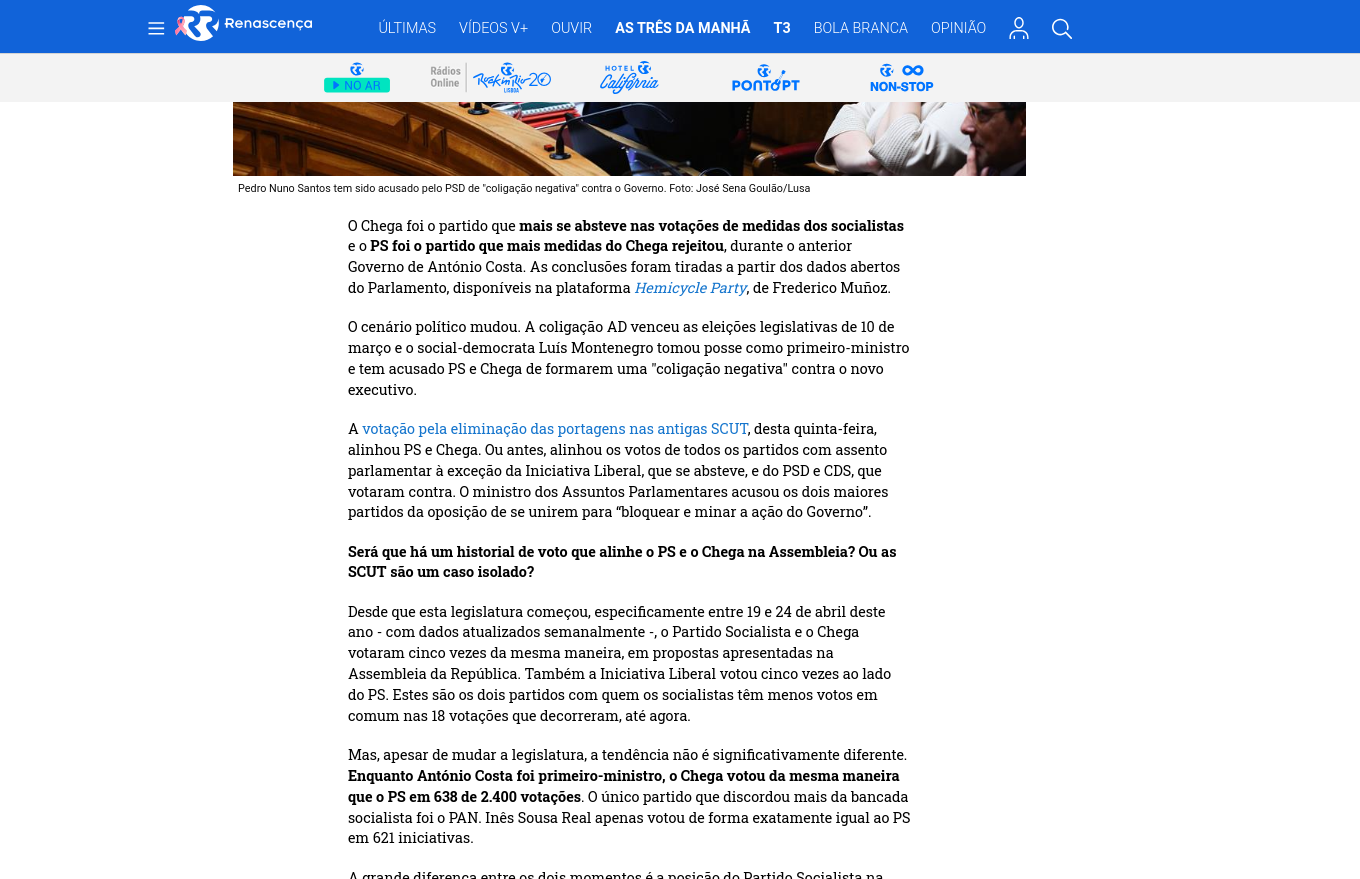 Renascença
ÚLTIMAS
VÍDEOS V+
OUVIR
AS TRÊS DA MANHÃ
T3
BOLA BRANCA
OPINIÃO
NO AR
Rádios
Online
Rock in Rio 20
LISBOA
HOTEL
California
PONTOPT
NON-STOP
Pedro Nuno Santos tem sido acusado pelo PSD de "coligação negativa" contra o Governo. Foto: José Sena Goulão/Lusa
O Chega foi o partido que mais se absteve nas votações de medidas dos socialistas
e o PS foi o partido que mais medidas do Chega rejeitou, durante o anterior
Governo de António Costa. As conclusões foram tiradas a partir dos dados abertos
do Parlamento, disponíveis na plataforma Hemicycle Party, de Frederico Muñoz.
O cenário político mudou. A coligação AD venceu as eleições legislativas de 10 de
março e o social-democrata Luís Montenegro tomou posse como primeiro-ministro
e tem acusado PS e Chega de formarem uma "coligação negativa" contra o novo
executivo.
A votação pela eliminação das portagens nas antigas SCUT, desta quinta-feira,
alinhou PS e Chega. Ou antes, alinhou os votos de todos os partidos com assento
parlamentar à exceção da Iniciativa Liberal, que se absteve, e do PSD e CDS, que
votaram contra. O ministro dos Assuntos Parlamentares acusou os dois maiores
partidos da oposição de se unirem para “bloquear e minar a ação do Governo”.
Será que há um historial de voto que alinhe o PS e o Chega na Assembleia? Ou as
SCUT são um caso isolado?
Desde que esta legislatura começou, especificamente entre 19 e 24 de abril deste
ano - com dados atualizados semanalmente -, o Partido Socialista e o Chega
votaram cinco vezes da mesma maneira, em propostas apresentadas na
Assembleia da República. Também a Iniciativa Liberal votou cinco vezes ao lado
do PS. Estes são os dois partidos com quem os socialistas têm menos votos em
comum nas 18 votações que decorreram, até agora.
Mas, apesar de mudar a legislatura, a tendência não é significativamente diferente.
Enquanto António Costa foi primeiro-ministro, o Chega votou da mesma maneira
que o PS em 638 de 2.400 votações. O único partido que discordou mais da bancada
socialista foi o PAN. Inês Sousa Real apenas votou de forma exatamente igual ao PS
em 621 iniciativas.
A grande diferença entre os dois momentos é a posição do Partido Socialista na